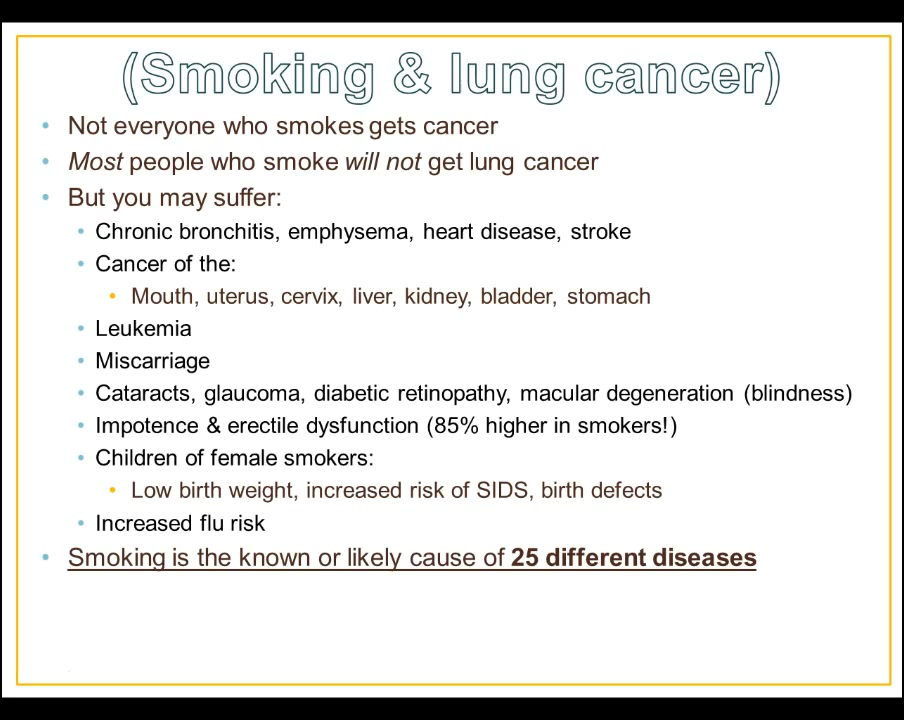 (Smoking & lung cancer)
• Not everyone who smokes gets cancer
• Most people who smoke will not get lung cancer
• But you may suffer:
• Chronic bronchitis, emphysema, heart disease, stroke
• Cancer of the:
• Mouth, uterus, cervix, liver, kidney, bladder, stomach
• Leukemia
• Miscarriage
• Cataracts, glaucoma, diabetic retinopathy, macular degeneration (blindness)
• Impotence & erectile dysfunction (85% higher in smokers!)
• Children of female smokers:
• Low birth weight, increased risk of SIDS, birth defects
• Increased flu risk
• Smoking is the known or likely cause of 25 different diseases